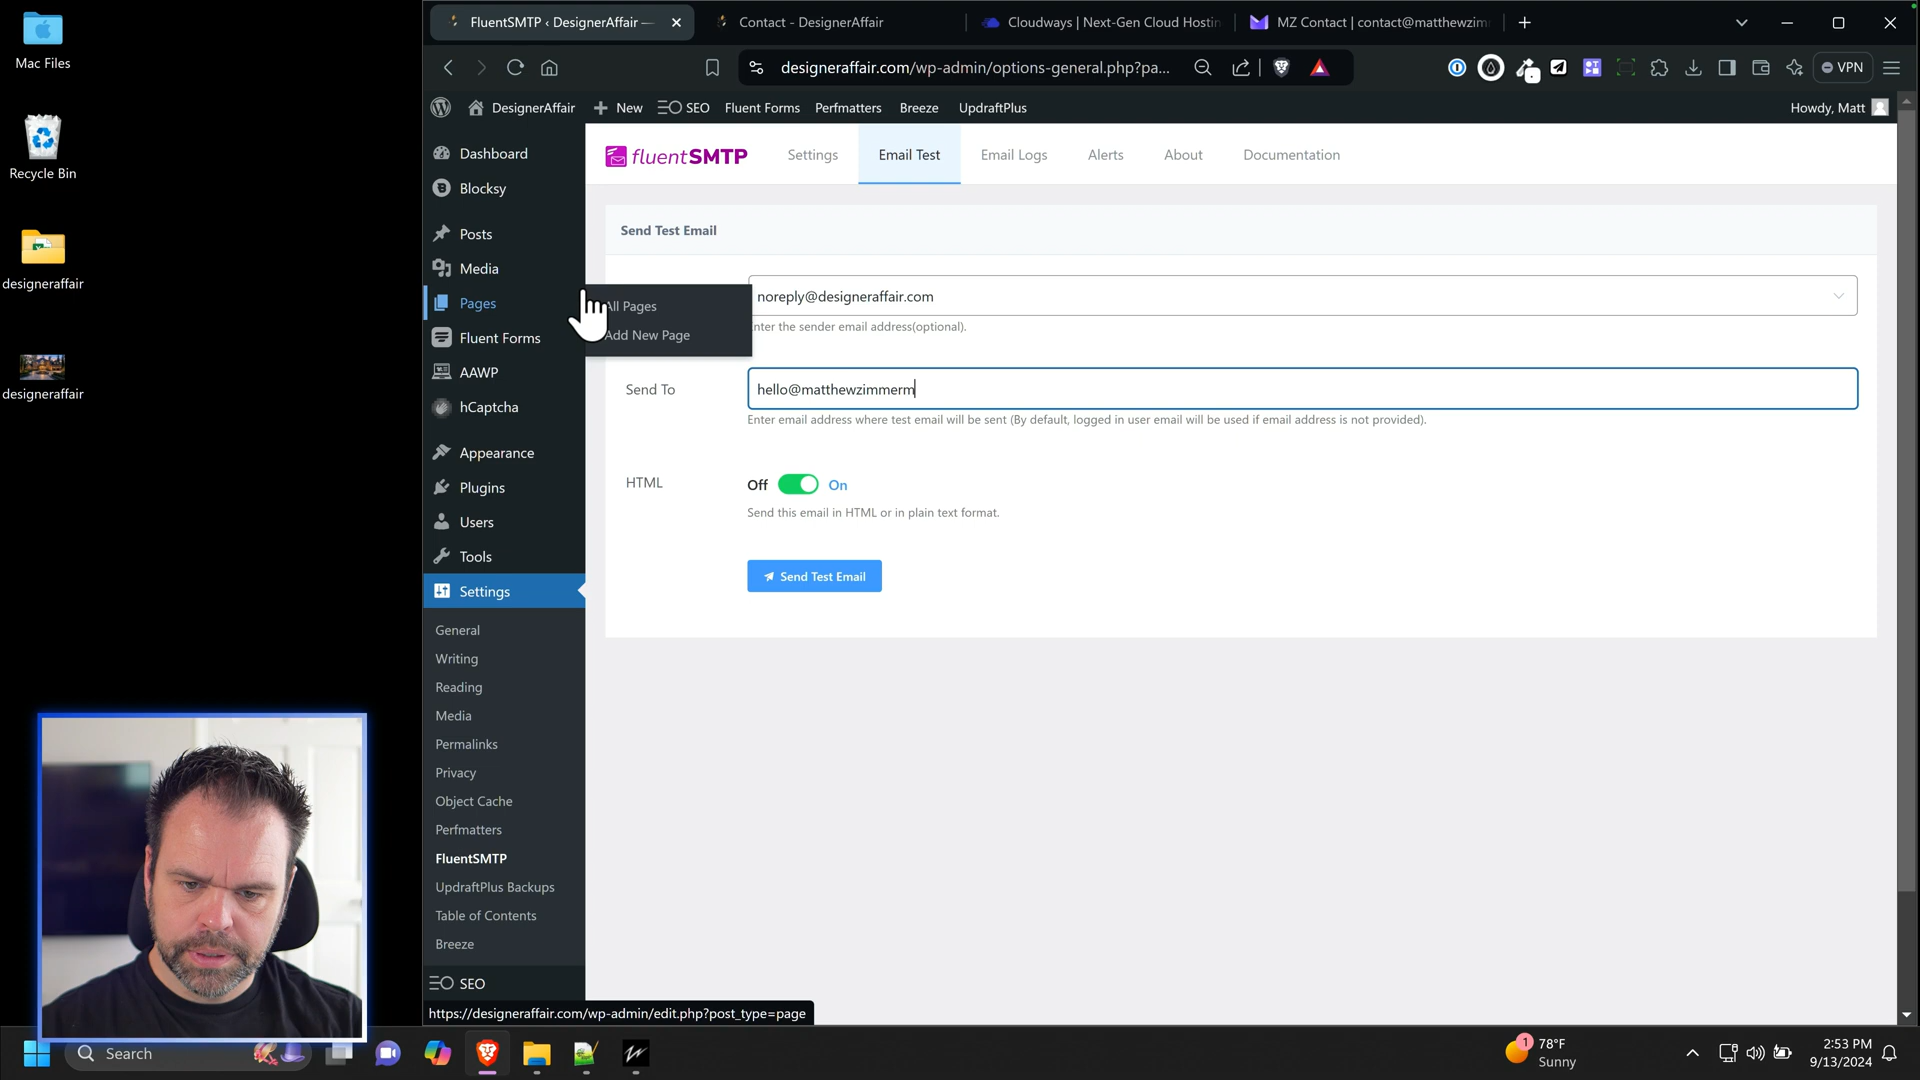 Mac Files
Recycle Bin
designeraffair
designeraffair
FluentSMTP ‹ DesignerAffair —
Contact - DesignerAffair
Cloudways | Next-Gen Cloud Hostin
MZ Contact | contact@matthewzim
designeraffair.com/wp-admin/options-general.php?pa...
VPN
DesignerAffair
New
SEO
Fluent Forms
Perfmatters
Breeze
UpdraftPlus
Howdy, Matt
Dashboard
Blocksy
Posts
Media
Pages
Fluent Forms
AAWP
hCaptcha
Appearance
Plugins
Users
Tools
Settings
General
Writing
Reading
Media
Permalinks
Privacy
Object Cache
Perfmatters
FluentSMTP
UpdraftPlus Backups
Table of Contents
Breeze
SEO
All Pages
Add New Page
fluentSMTP
Settings
Email Test
Email Logs
Alerts
About
Documentation
Send Test Email
noreply@designeraffair.com
nter the sender email address(optional).
Send To
hello@matthewzimmerm
Enter email address where test email will be sent (By default, logged in user email will be used if email address is not provided).
HTML
Off
On
Send this email in HTML or in plain text format.
Send Test Email
https://designeraffair.com/wp-admin/edit.php?post_type=page
Search
1
78°F
Sunny
2:53 PM
9/13/2024